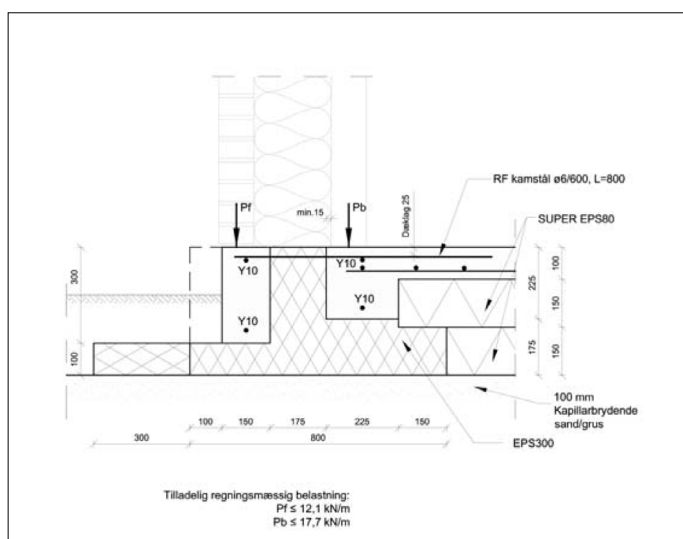 RF kamstål ø6/600, L=800
Pf
min.15
Pb
Dæklag 25
SUPER EPS80
Y10
Y10
Y10
Y10
300
100
100
225
150
175
150
100 mm
Kapillarbrydende
sand/grus
100
150
175
225
150
300
800
EPS300
Tilladelig regningsmæssig belastning:
Pf ≤ 12,1 kN/m
Pb ≤ 17,7 kN/m